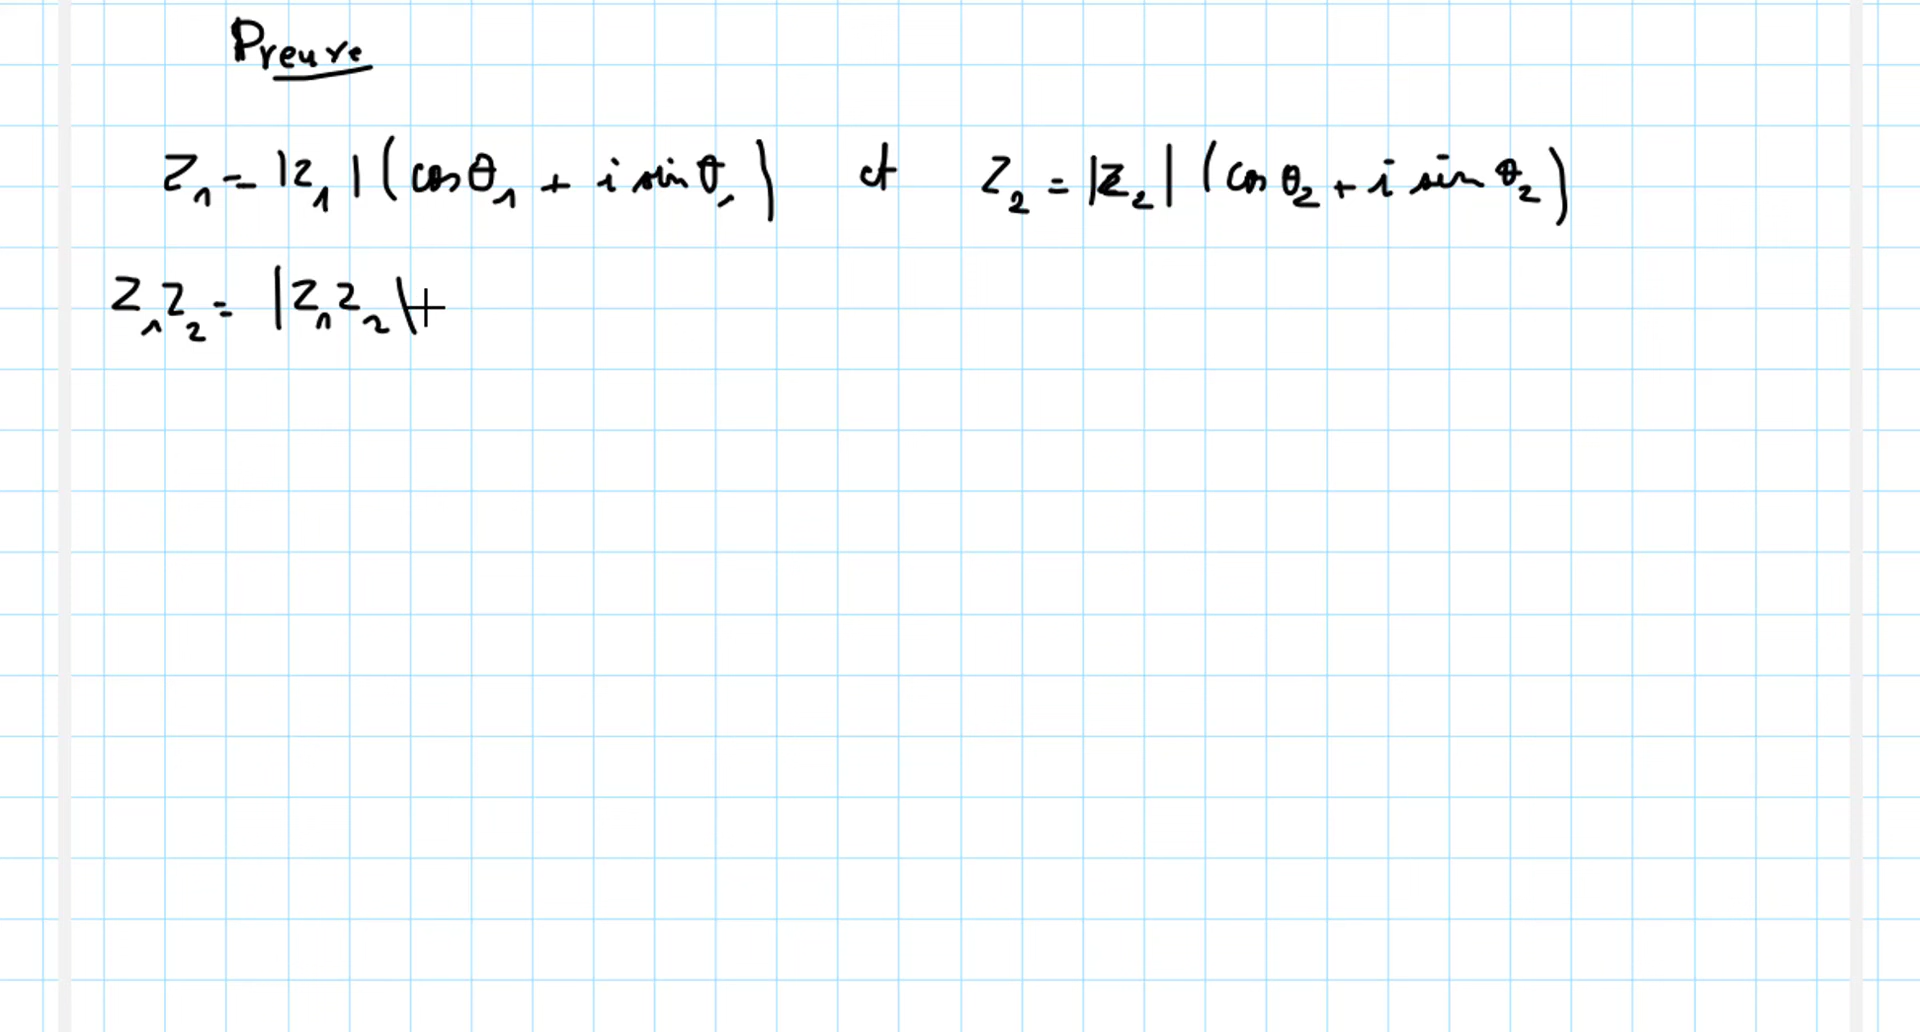 Preuve
Z₁ = |Z₁| (cos θ₁ + i sin θ₁) et Z₂ = |Z₂| (cos θ₂ + i sin θ₂)
Z₁Z₂ = |Z₁Z₂|